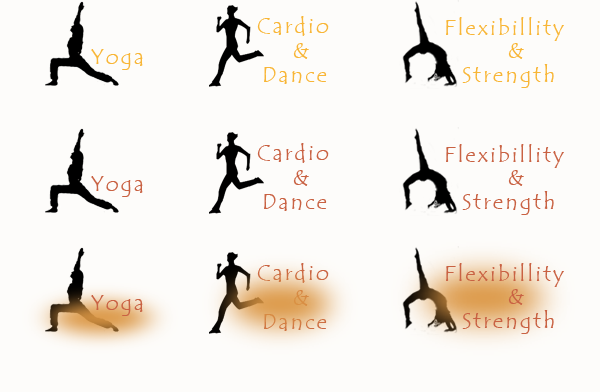 Yoga
Cardio
&
Dance
Flexibillity
&
Strength
Yoga
Cardio
&
Dance
Flexibillity
&
Strength
Yoga
Cardio
&
Dance
Flexibillity
&
Strength